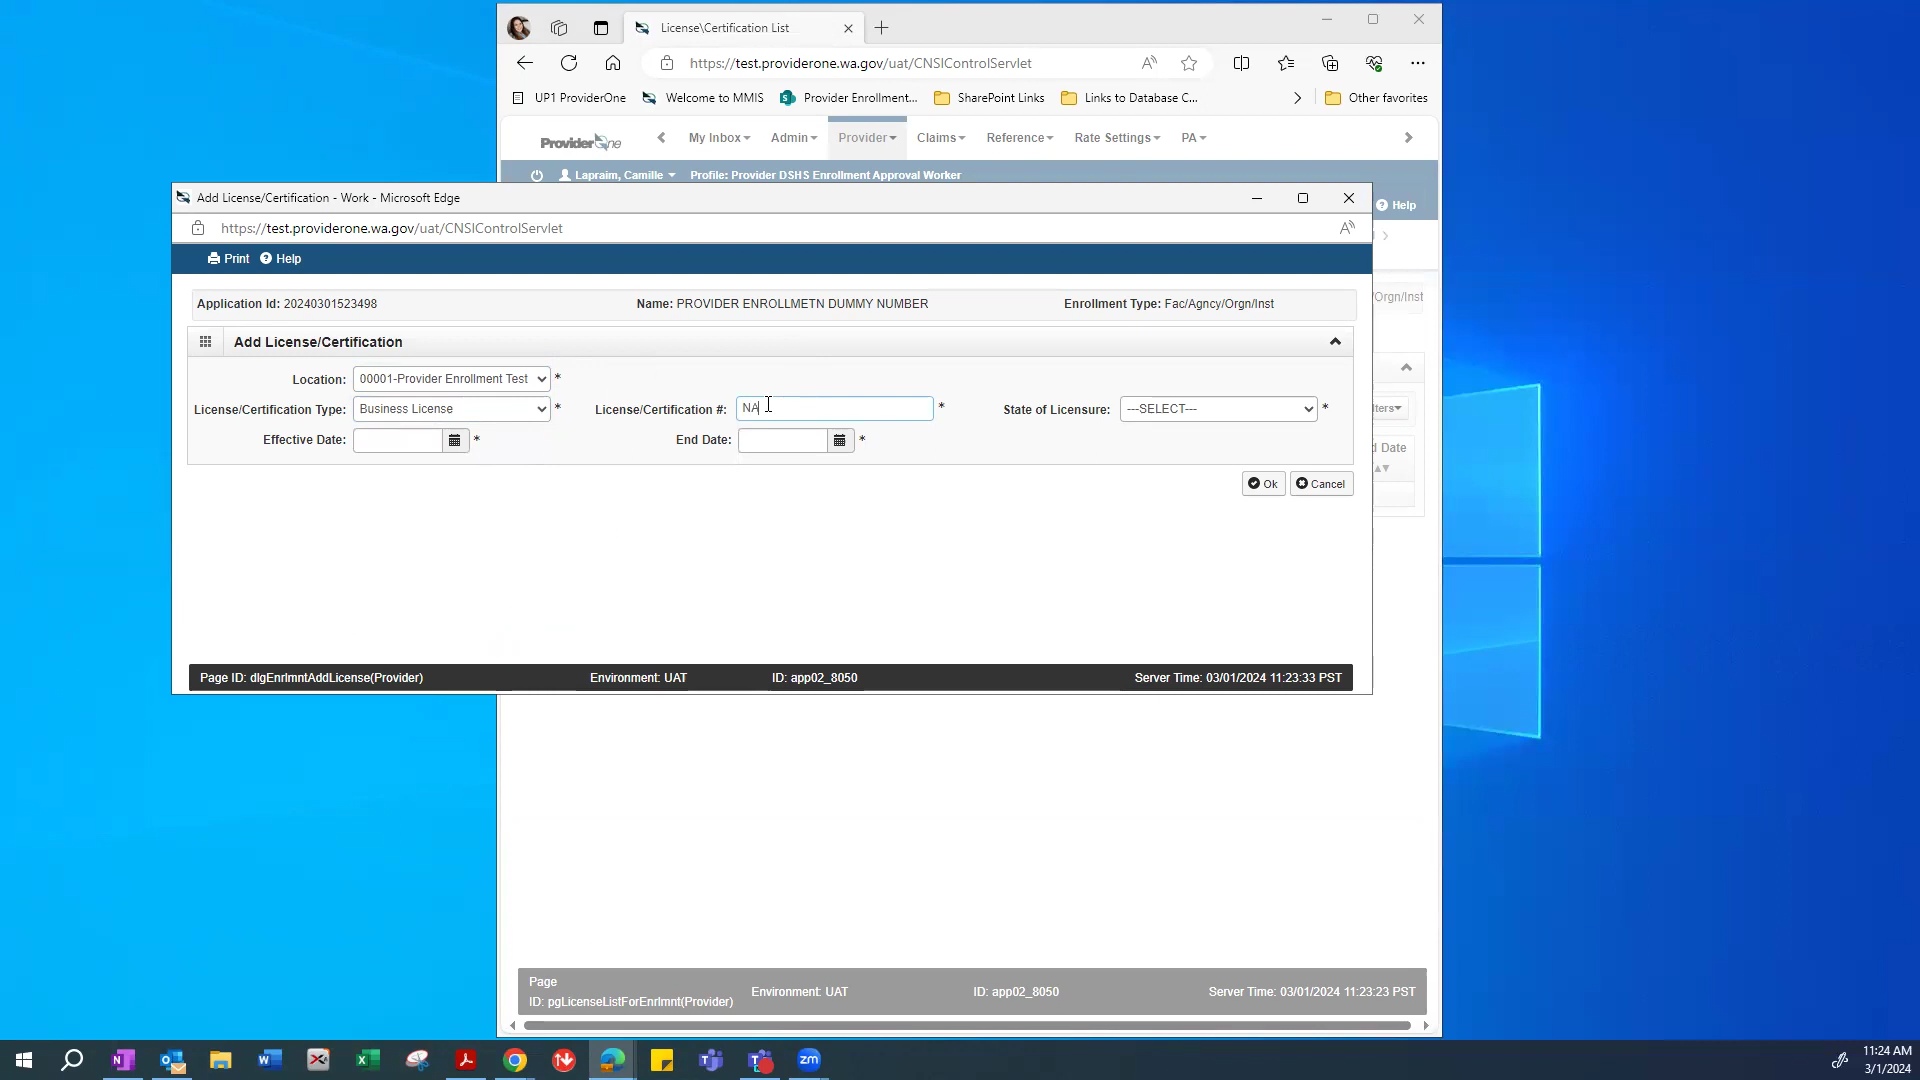 License\Certification List
https://test.providerone.wa.gov/uat/CNSIControlServlet
UP1 ProviderOne
Welcome to MMIS
Provider Enrollment...
SharePoint Links
Links to Database C...
Other favorites
ProviderOne
My Inbox
Admin
Provider
Claims
Reference
Rate Settings
PA
Lapraim, Camille
Profile: Provider DSHS Enrollment Approval Worker
Add License/Certification - Work - Microsoft Edge
Help
https://test.providerone.wa.gov/uat/CNSIControlServlet
Print
Help
Application Id: 20240301523498
Name: PROVIDER ENROLLMETN DUMMY NUMBER
Enrollment Type: Fac/Agncy/Orgn/Inst
/Orgn/Inst
Add License/Certification
Location: 00001-Provider Enrollment Test *
License/Certification Type: Business License *
License/Certification #: NA *
State of Licensure: ---SELECT--- *
Effective Date: *
End Date: *
d Date
Ok
Cancel
Page ID: dlgEnrlmntAddLicense(Provider)
Environment: UAT
ID: app02_8050
Server Time: 03/01/2024 11:23:33 PST
Page
ID: pgLicenseListForEnrlmnt(Provider)
Environment: UAT
ID: app02_8050
Server Time: 03/01/2024 11:23:23 PST
11:24 AM
3/1/2024